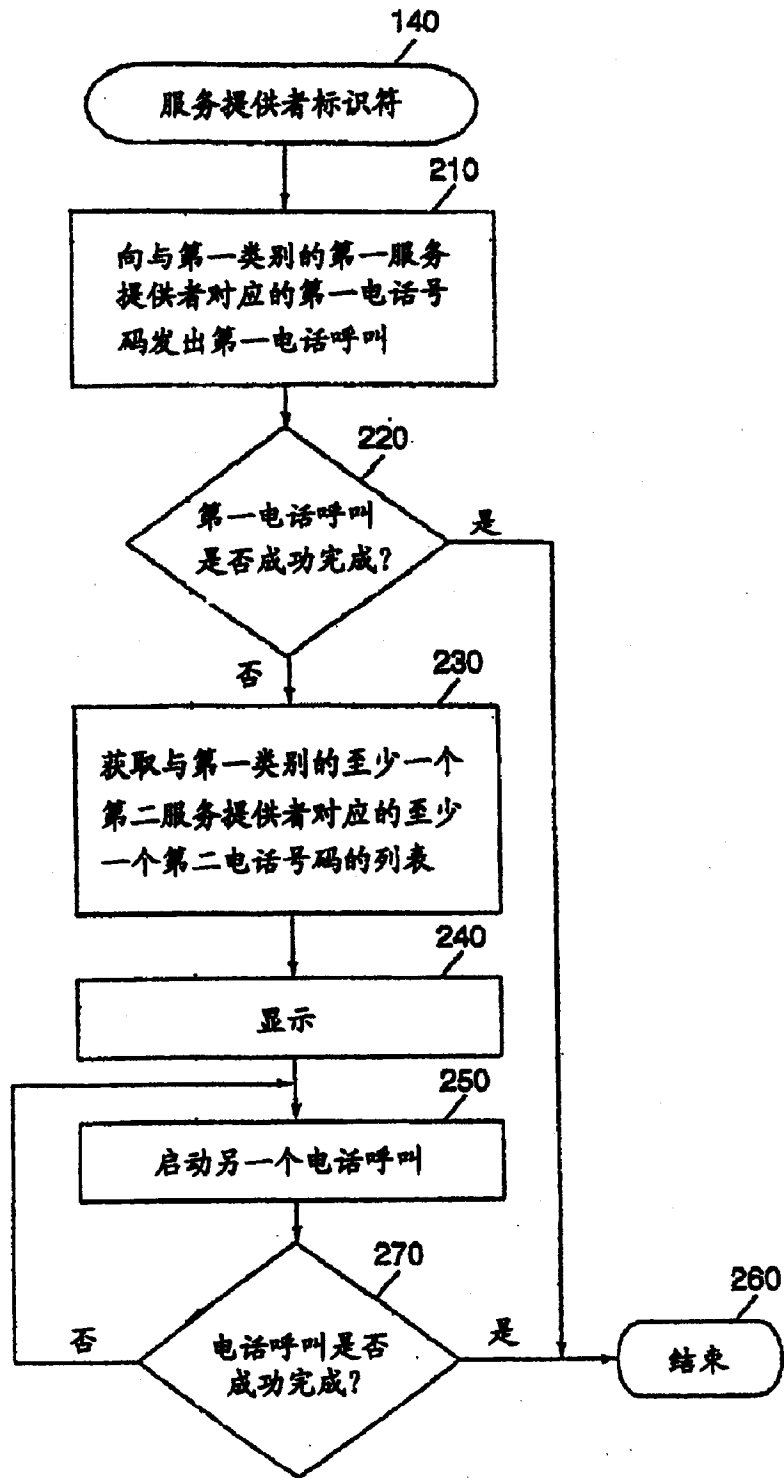 140
服务提供者标识符
210
向与第一类别的第一服务
提供者对应的第一电话号
码发出第一电话呼叫
220
第一电话呼叫
是否成功完成?
是
否
230
获取与第一类别的至少一个
第二服务提供者对应的至少
一个第二电话号码的列表
240
显示
250
启动另一个电话呼叫
270
电话呼叫是否
成功完成?
否
是
260
结束